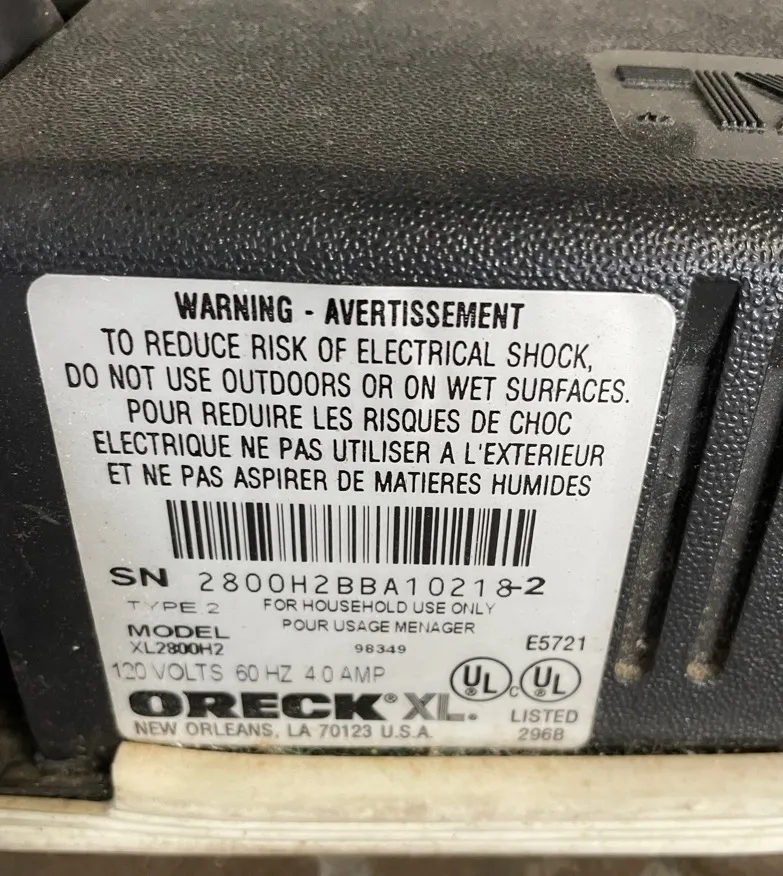 WARNING - AVERTISSEMENT
TO REDUCE RISK OF ELECTRICAL SHOCK,
DO NOT USE OUTDOORS OR ON WET SURFACES.
POUR REDUIRE LES RISQUES DE CHOC
ELECTRIQUE NE PAS UTILISER A L'EXTERIEUR
ET NE PAS ASPIRER DE MATIERES HUMIDES
SN 2800H2BBA10218-2
TYPE 2 FOR HOUSEHOLD USE ONLY
MODEL POUR USAGE MENAGER
XL2800H2 98349 E5721
120 VOLTS 60 HZ 4.0 AMP
UL® C UL®
ORECK® XL. LISTED
NEW ORLEANS, LA 70123 U.S.A. 296B